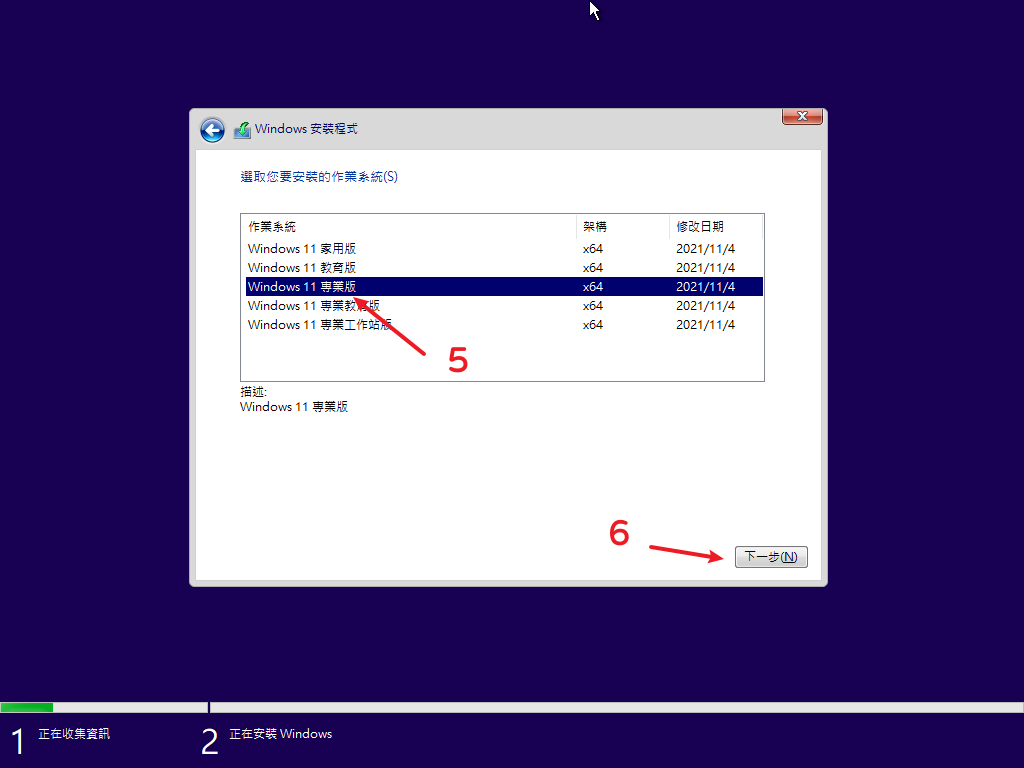 Windows 安裝程式
選取您要安裝的作業系統(S)
作業系統 架構 修改日期
Windows 11 家用版 x64 2021/11/4
Windows 11 教育版 x64 2021/11/4
Windows 11 專業版 x64 2021/11/4
Windows 11 專業教育版 x64 2021/11/4
Windows 11 專業工作站版 x64 2021/11/4
5
描述:
Windows 11 專業版
6
下一步(N)
1 正在收集資訊 2 正在安裝 Windows